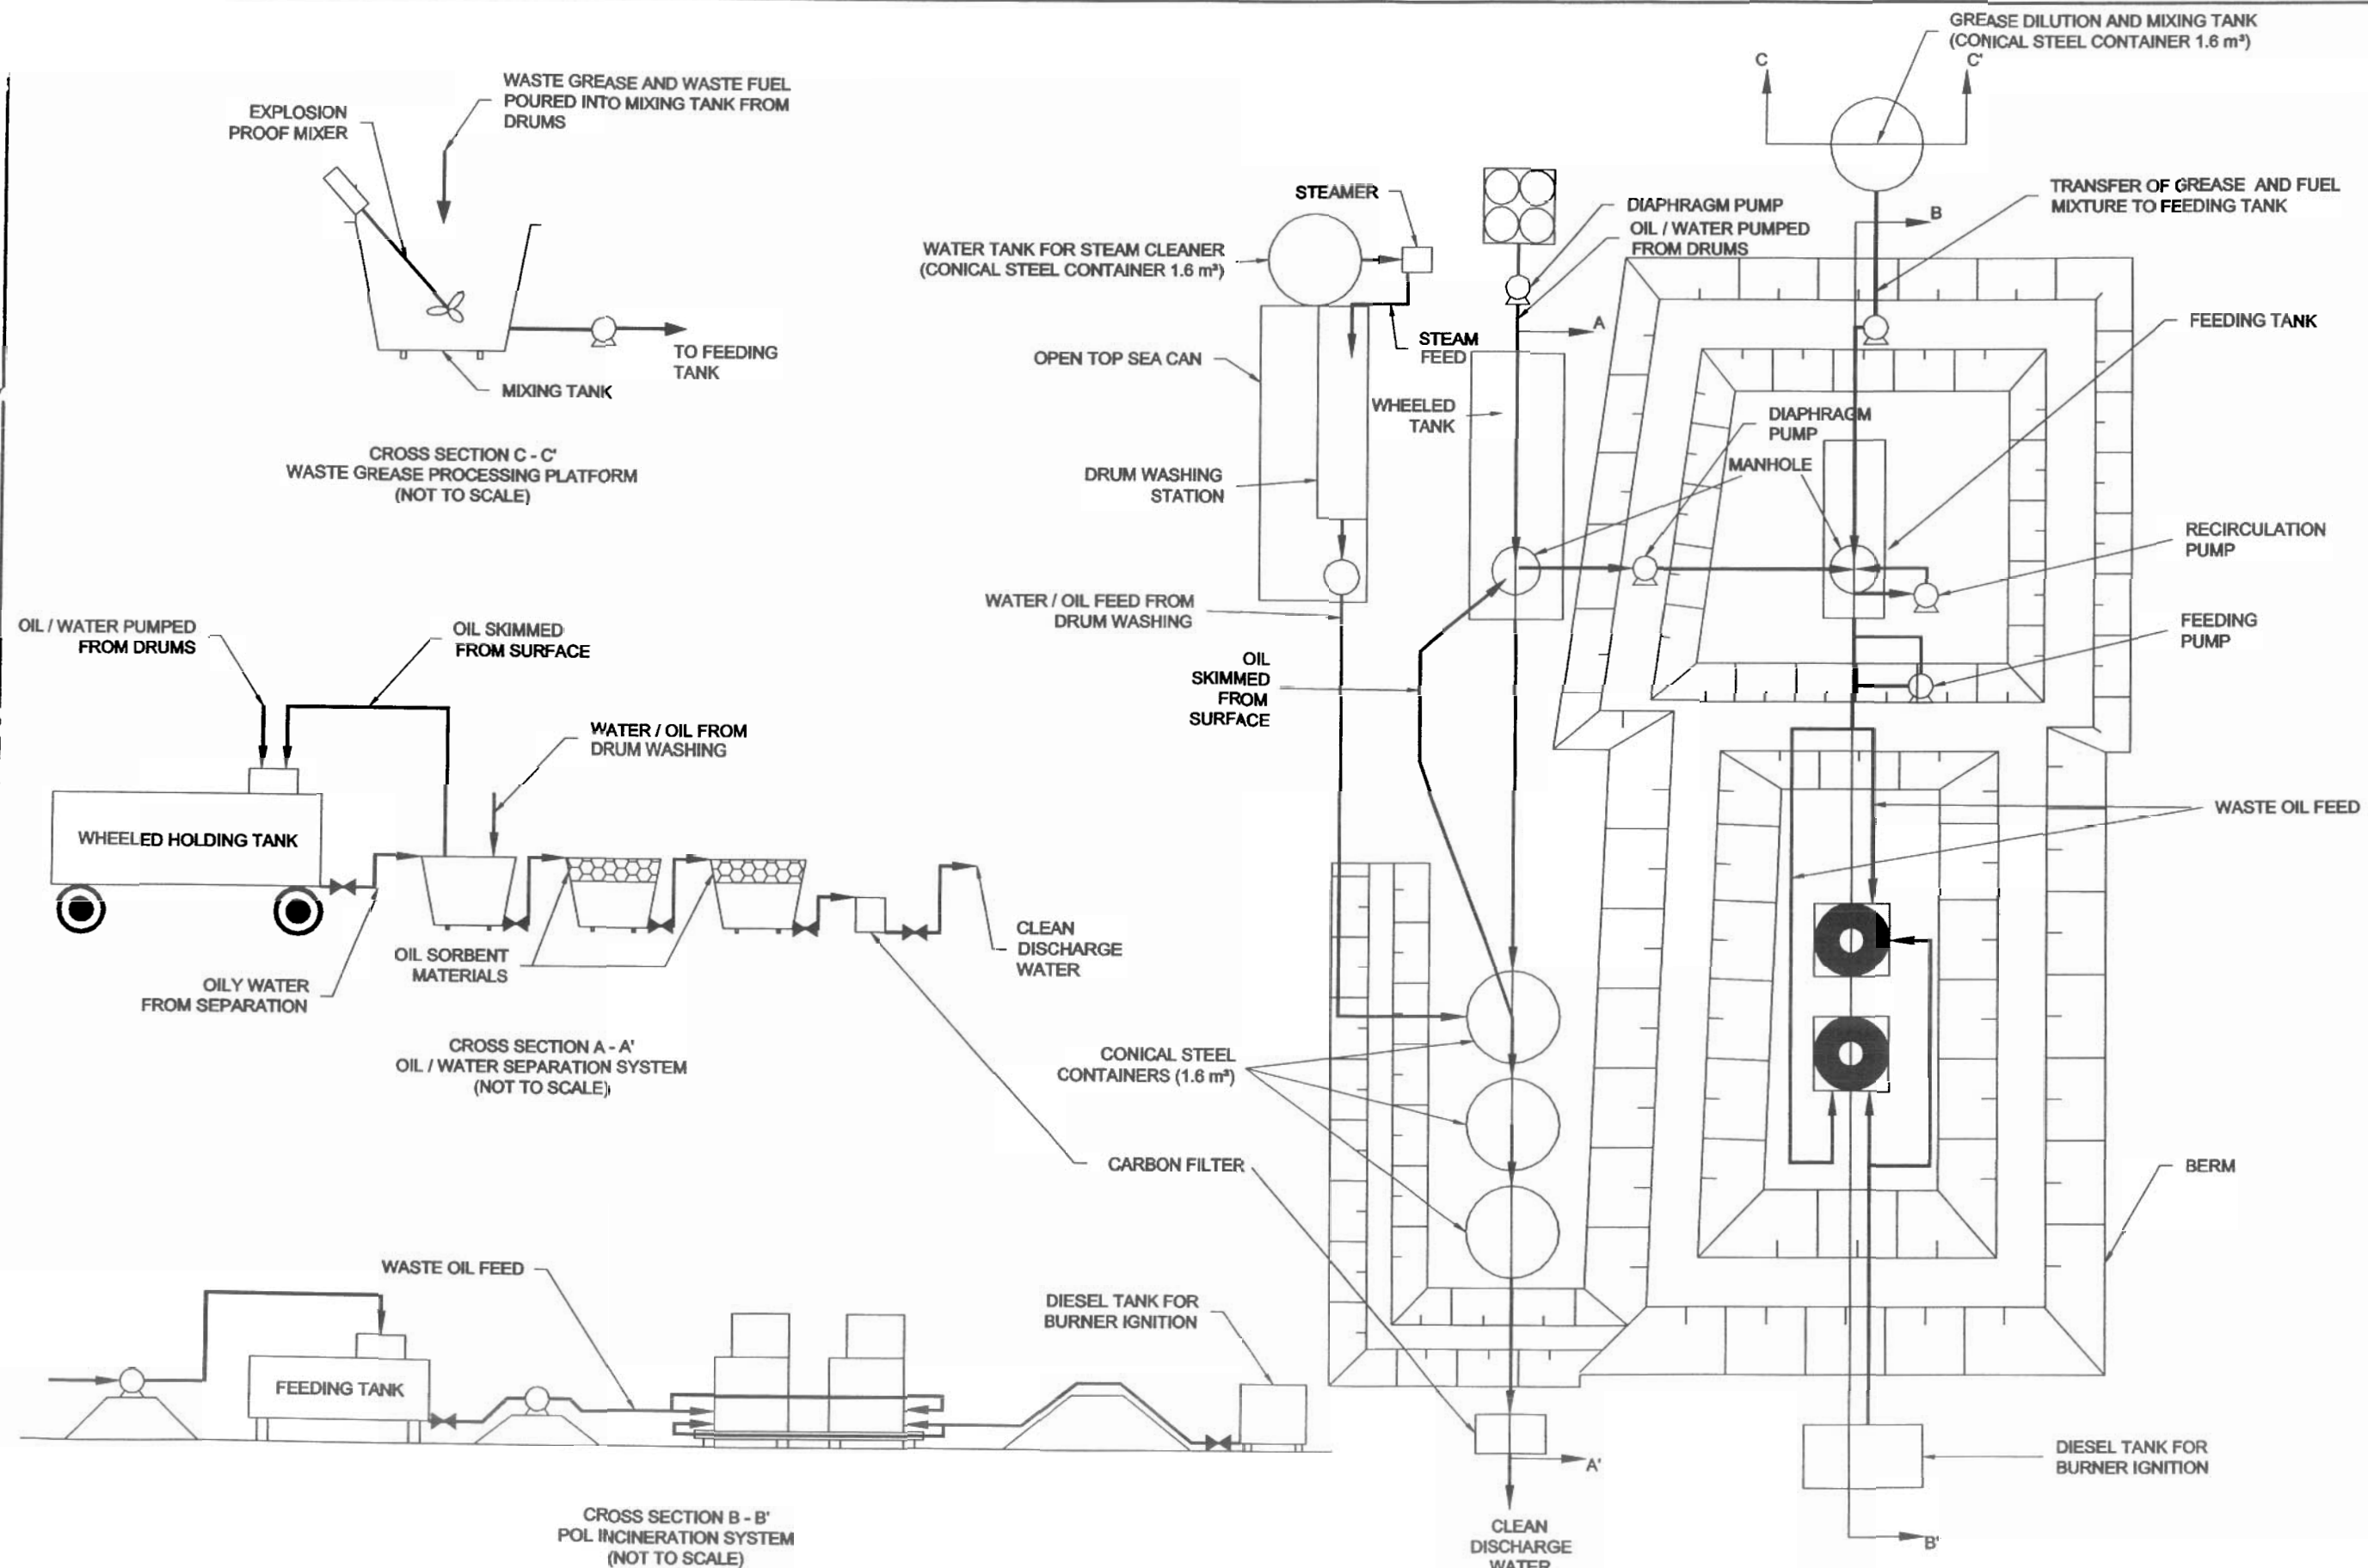 GREASE DILUTION AND MIXING TANK
(CONICAL STEEL CONTAINER 1.6 m³)
C
C'
WASTE GREASE AND WASTE FUEL
POURED INTO MIXING TANK FROM
DRUMS
EXPLOSION
PROOF MIXER
TO FEEDING
TANK
MIXING TANK
CROSS SECTION C - C'
WASTE GREASE PROCESSING PLATFORM
(NOT TO SCALE)
STEAMER
WATER TANK FOR STEAM CLEANER
(CONICAL STEEL CONTAINER 1.6 m³)
DIAPHRAGM PUMP
OIL / WATER PUMPED
FROM DRUMS
TRANSFER OF GREASE AND FUEL
MIXTURE TO FEEDING TANK
B
A
STEAM
FEED
OPEN TOP SEA CAN
FEEDING TANK
WHEELED
TANK
DIAPHRAGM
PUMP
MANHOLE
DRUM WASHING
STATION
RECIRCULATION
PUMP
WATER / OIL FEED FROM
DRUM WASHING
FEEDING
PUMP
OIL
SKIMMED
FROM
SURFACE
OIL / WATER PUMPED
FROM DRUMS
OIL SKIMMED
FROM SURFACE
WATER / OIL FROM
DRUM WASHING
WHEELED HOLDING TANK
OIL SORBENT
MATERIALS
OILY WATER
FROM SEPARATION
CLEAN
DISCHARGE
WATER
CROSS SECTION A - A'
OIL / WATER SEPARATION SYSTEM
(NOT TO SCALE)
WASTE OIL FEED
CONICAL STEEL
CONTAINERS (1.6 m³)
CARBON FILTER
BERM
WASTE OIL FEED
FEEDING TANK
DIESEL TANK FOR
BURNER IGNITION
CROSS SECTION B - B'
POL INCINERATION SYSTEM
(NOT TO SCALE)
A'
DIESEL TANK FOR
BURNER IGNITION
B'
CLEAN
DISCHARGE
WATER